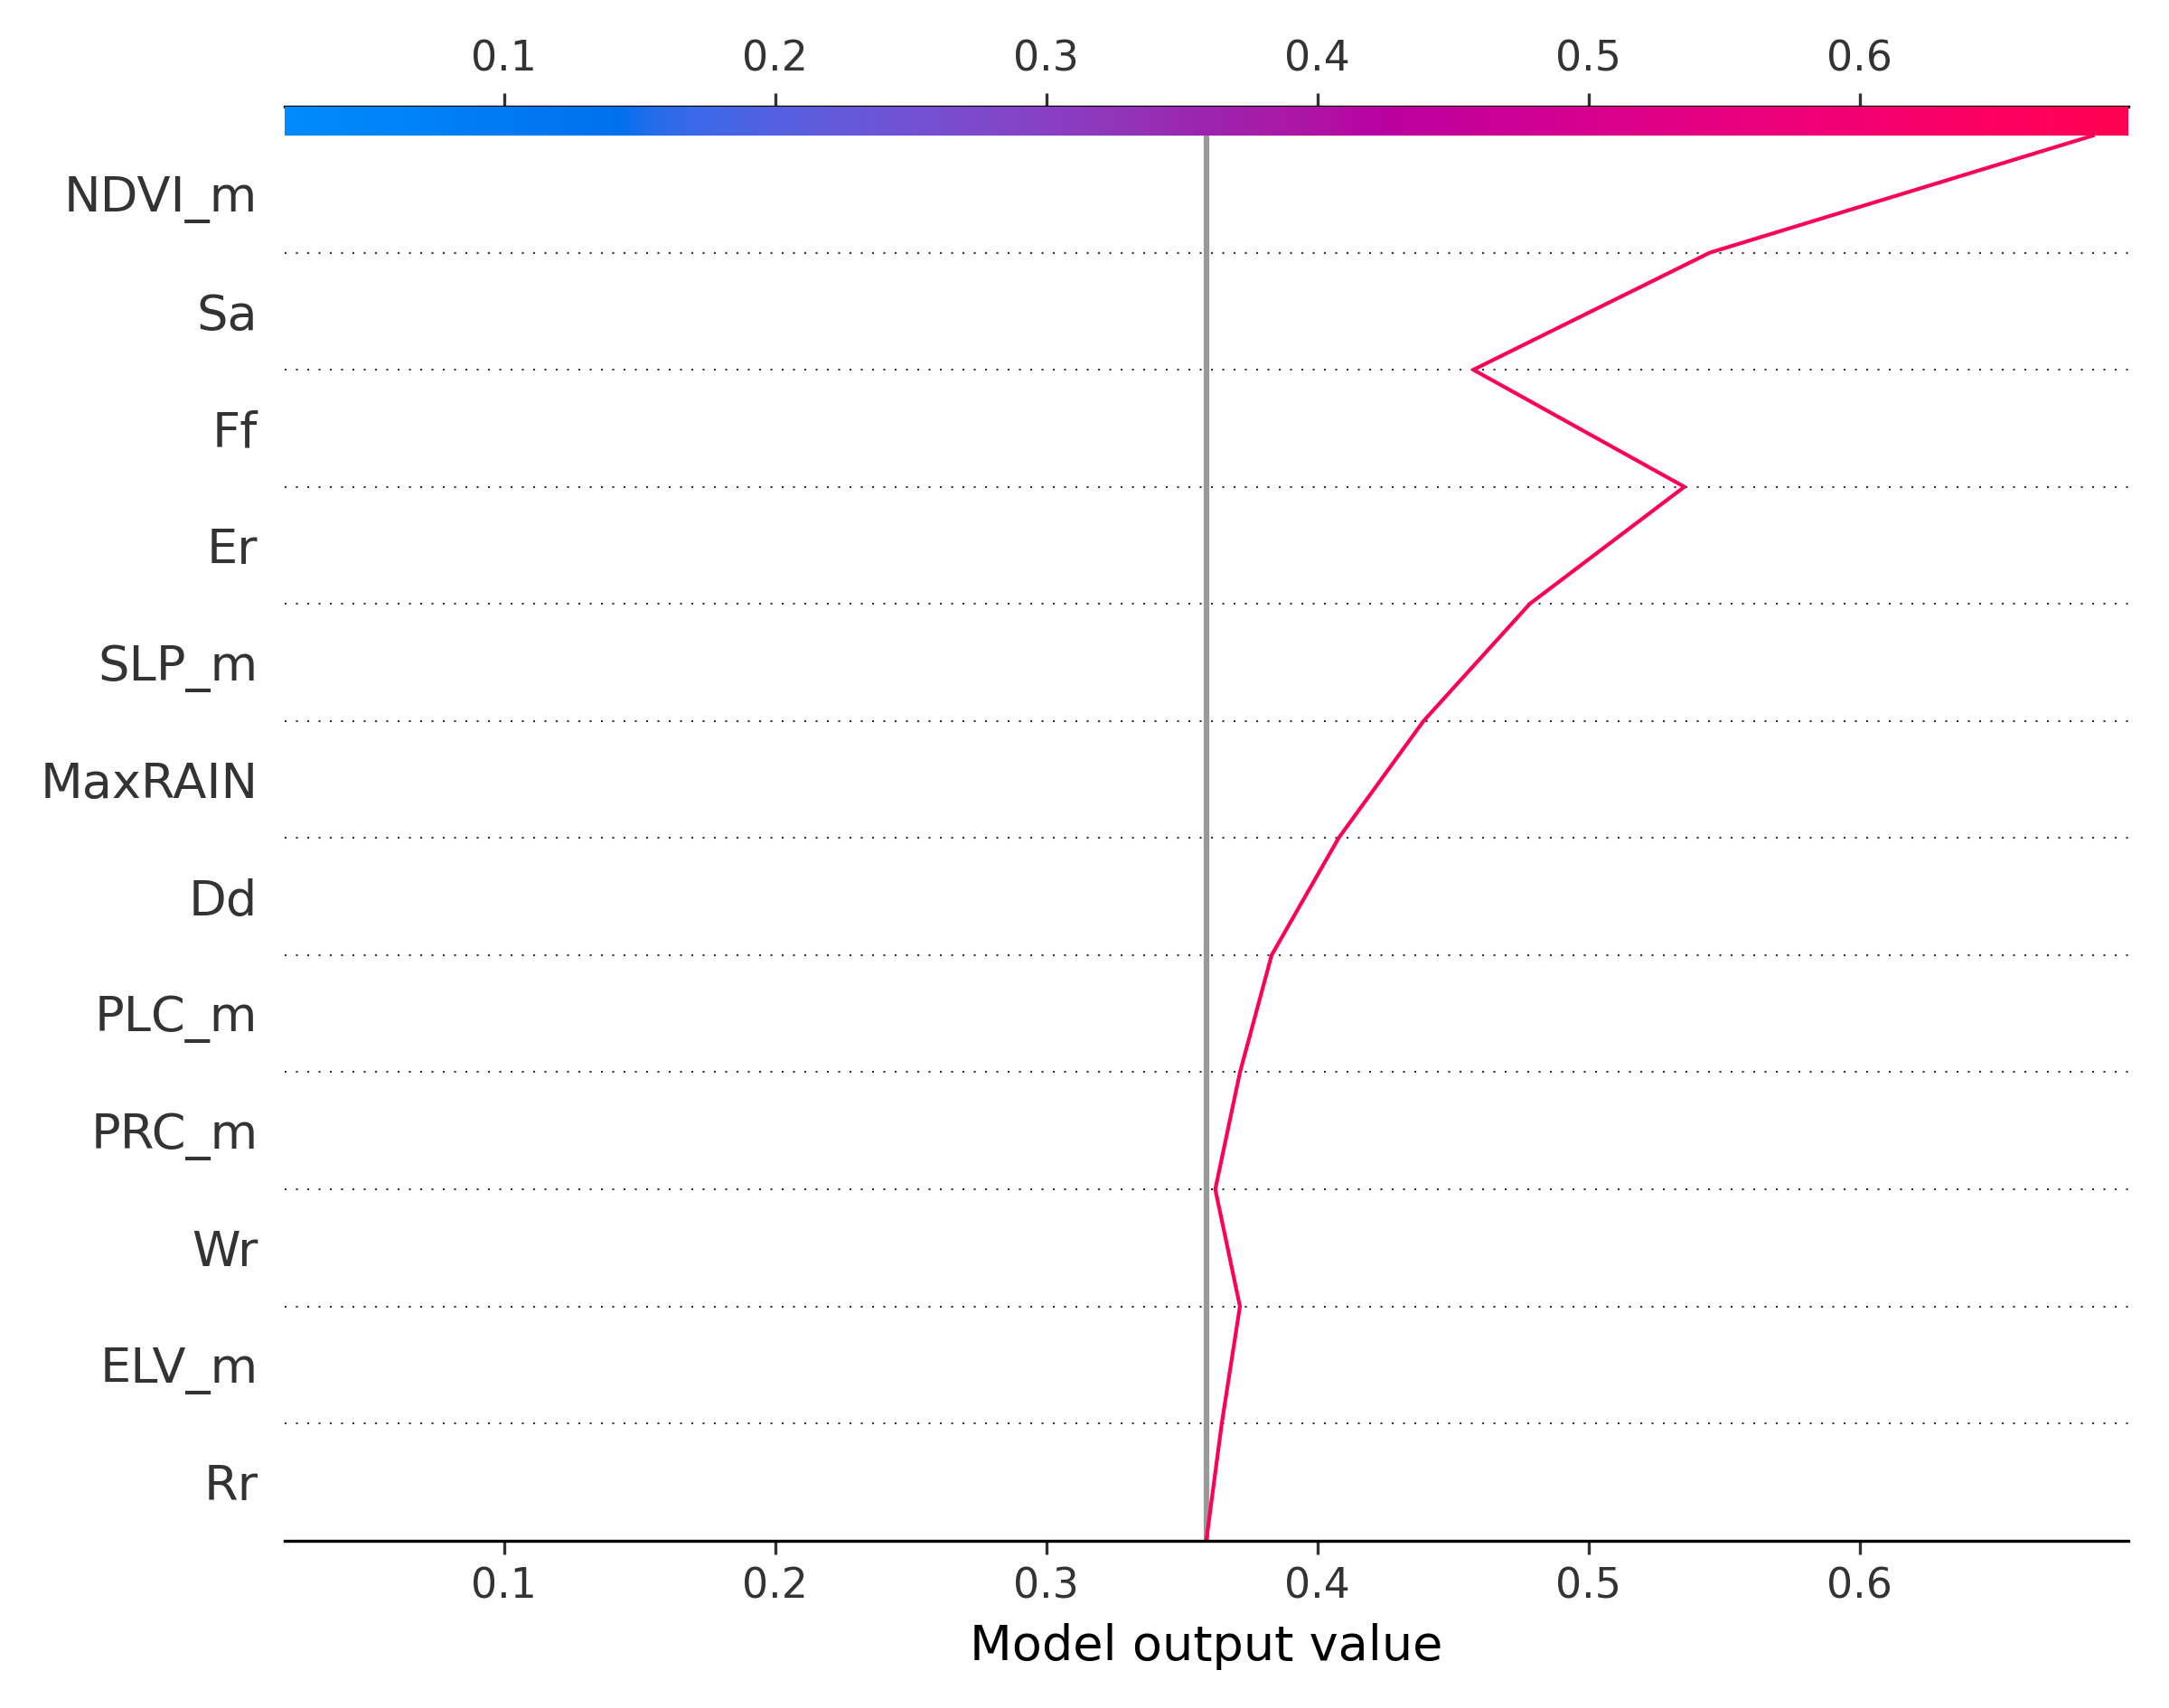 0.1 0.2 0.3 0.4 0.5 0.6
NDVI_m
Sa
Ff
Er
SLP_m
MaxRAIN
Dd
PLC_m
PRC_m
Wr
ELV_m
Rr
0.1 0.2 0.3 0.4 0.5 0.6
Model output value